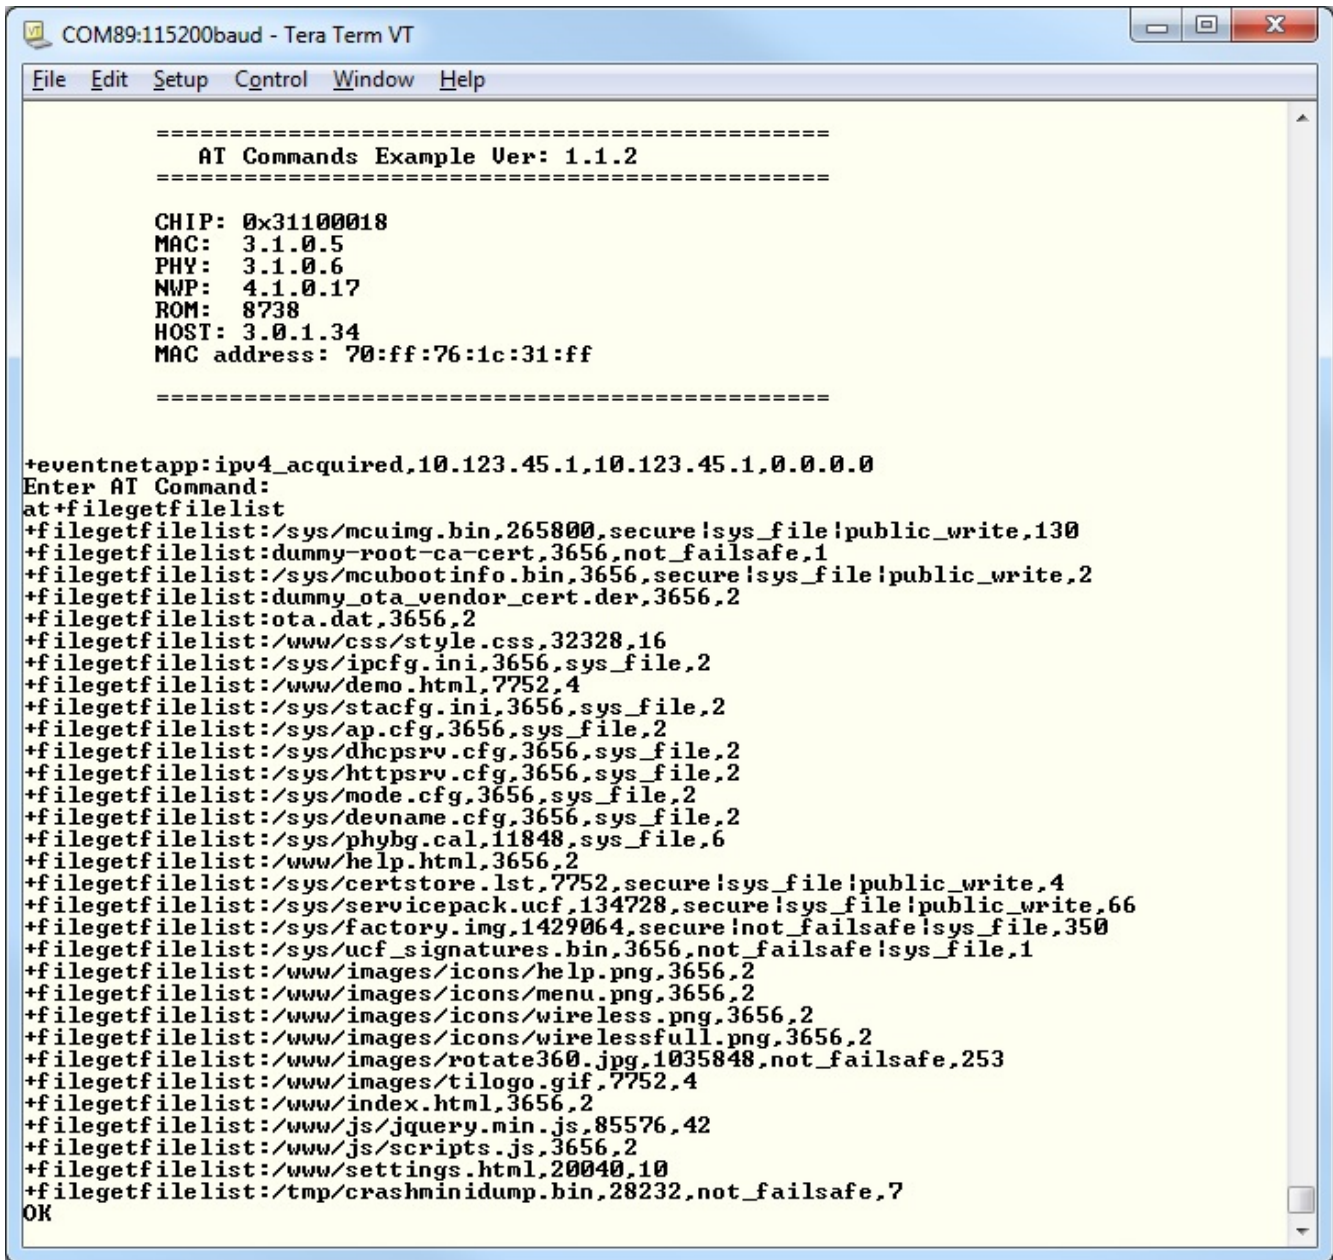 COM89:115200baud - Tera Term VT
File Edit Setup Control Window Help
==============================================
AT Commands Example Ver: 1.1.2
==============================================
CHIP: 0x31100018
MAC: 3.1.0.5
PHY: 3.1.0.6
NWP: 4.1.0.17
ROM: 8738
HOST: 3.0.1.34
MAC address: 70:ff:76:1c:31:ff
==============================================
+eventnetapp:ipv4_acquired,10.123.45.1,10.123.45.1,0.0.0.0
Enter AT Command:
at+filegetfilelist
+filegetfilelist:/sys/mcuimg.bin,265800,secure|sys_file|public_write,130
+filegetfilelist:dummy-root-ca-cert,3656,not_failsafe,1
+filegetfilelist:/sys/mcubootinfo.bin,3656,secure|sys_file|public_write,2
+filegetfilelist:dummy_ota_vendor_cert.der,3656,2
+filegetfilelist:ota.dat,3656,2
+filegetfilelist:/www/css/style.css,32328,16
+filegetfilelist:/sys/ipcfg.ini,3656,sys_file,2
+filegetfilelist:/www/demo.html,7752,4
+filegetfilelist:/sys/stacfg.ini,3656,sys_file,2
+filegetfilelist:/sys/ap.cfg,3656,sys_file,2
+filegetfilelist:/sys/dhcpsrv.cfg,3656,sys_file,2
+filegetfilelist:/sys/httpsrv.cfg,3656,sys_file,2
+filegetfilelist:/sys/mode.cfg,3656,sys_file,2
+filegetfilelist:/sys/devname.cfg,3656,sys_file,2
+filegetfilelist:/sys/phybg.cal,11848,sys_file,6
+filegetfilelist:/www/help.html,3656,2
+filegetfilelist:/sys/certstore.lst,7752,secure|sys_file|public_write,4
+filegetfilelist:/sys/servicepack.ucf,134728,secure|sys_file|public_write,66
+filegetfilelist:/sys/factory.img,1429064,secure|not_failsafe|sys_file,350
+filegetfilelist:/sys/ucf_signatures.bin,3656,not_failsafe|sys_file,1
+filegetfilelist:/www/images/icons/help.png,3656,2
+filegetfilelist:/www/images/icons/menu.png,3656,2
+filegetfilelist:/www/images/icons/wireless.png,3656,2
+filegetfilelist:/www/images/icons/wirelessfull.png,3656,2
+filegetfilelist:/www/images/rotate360.jpg,1035848,not_failsafe,253
+filegetfilelist:/www/images/tilogo.gif,7752,4
+filegetfilelist:/www/index.html,3656,2
+filegetfilelist:/www/js/jquery.min.js,85576,42
+filegetfilelist:/www/js/scripts.js,3656,2
+filegetfilelist:/www/settings.html,20040,10
+filegetfilelist:/tmp/crashminidump.bin,28232,not_failsafe,7
OK